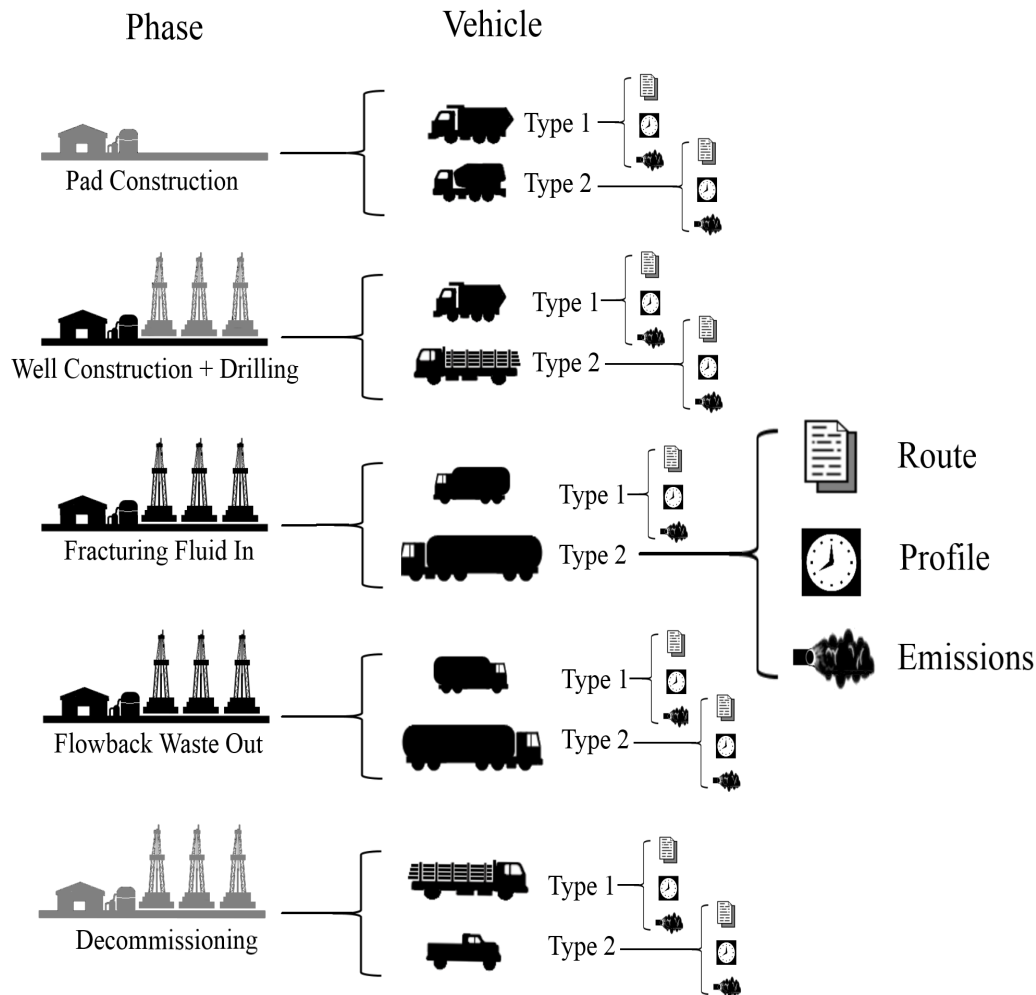 Phase
Vehicle
Type 1
Type 2
Pad Construction
Type 1
Type 2
Well Construction + Drilling
Type 1
Type 2
Fracturing Fluid In
Route
Profile
Emissions
Type 1
Type 2
Flowback Waste Out
Type 1
Type 2
Decommissioning